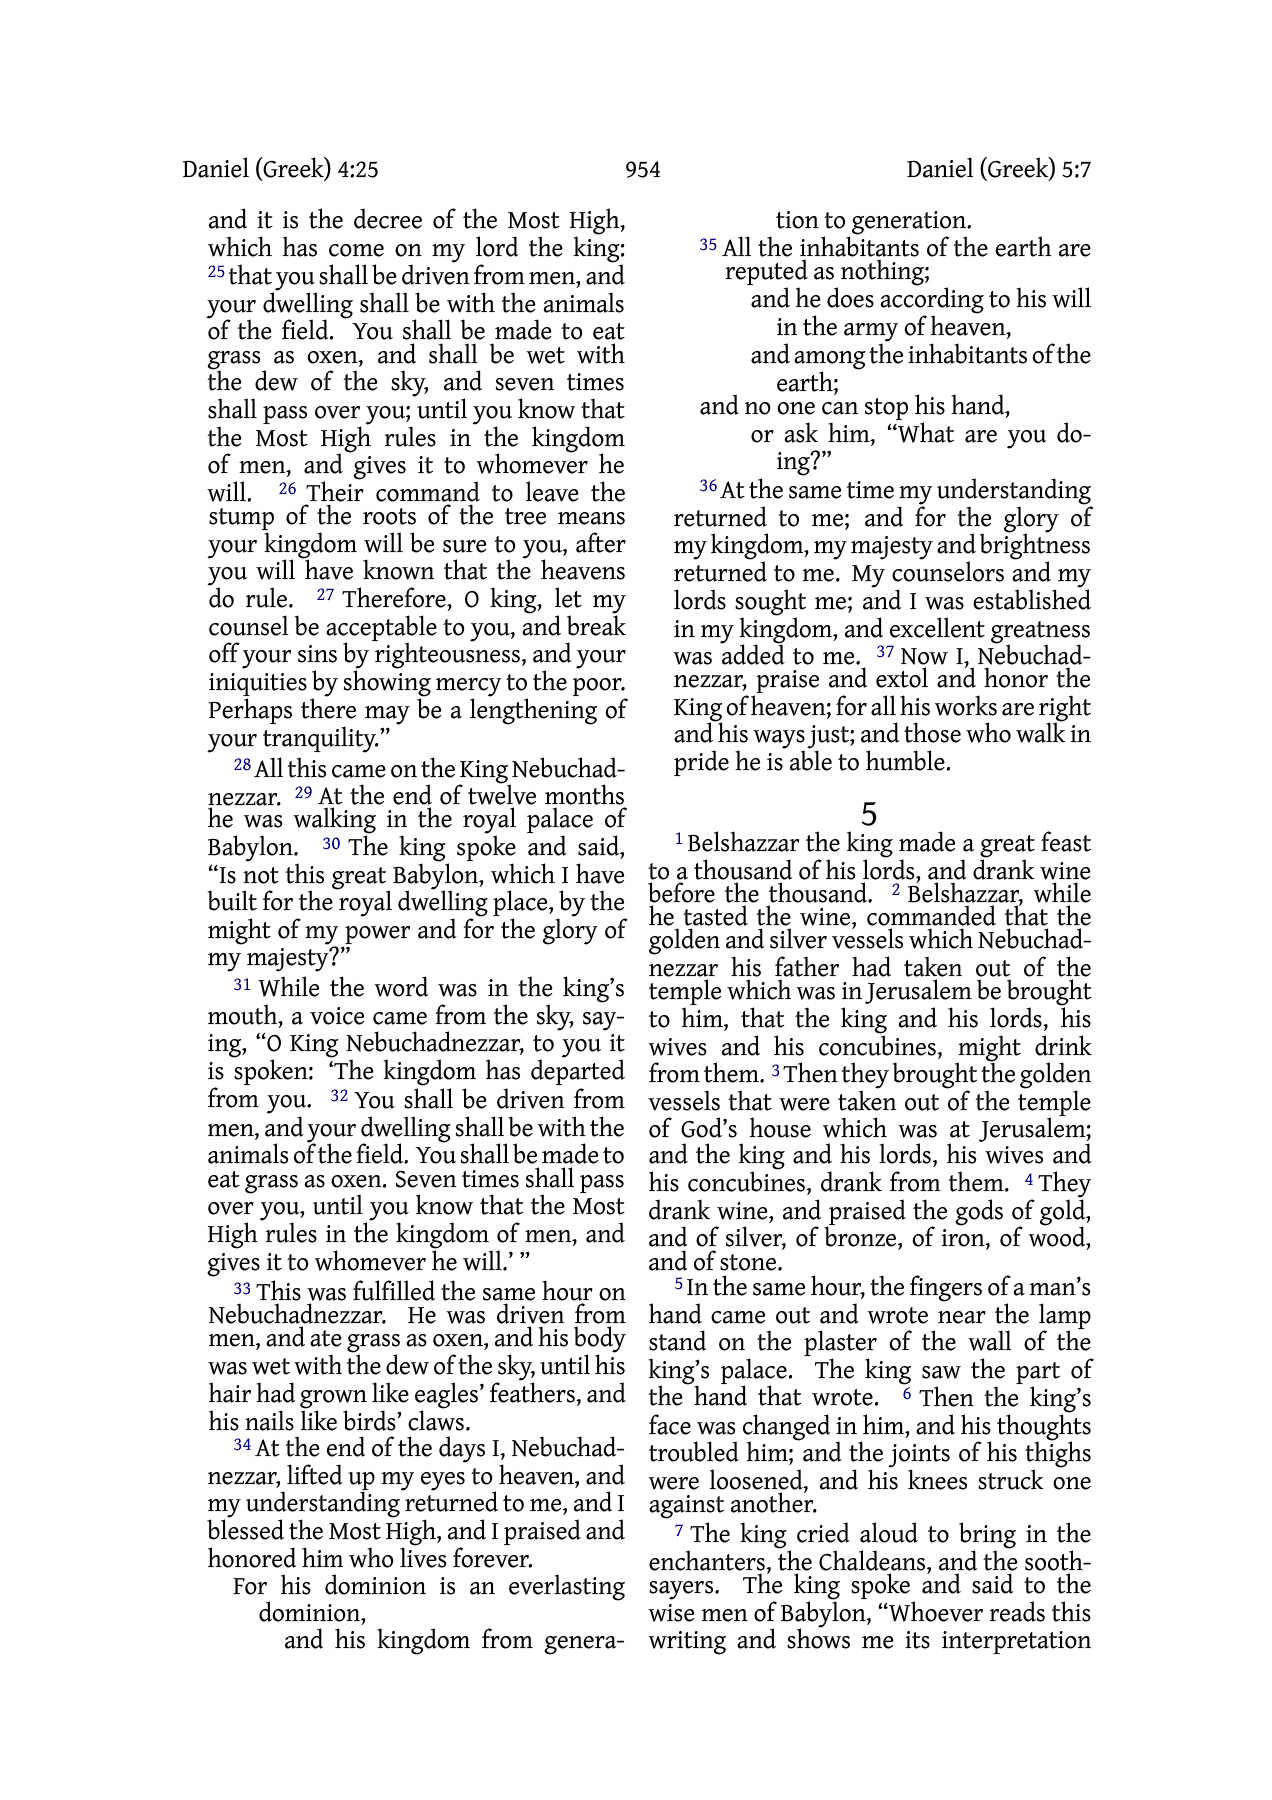 Daniel (Greek) 4:25 954 Daniel (Greek) 5:7
and it is the decree of the Most High,
which has come on my lord the king:
25 that you shall be driven from men, and
your dwelling shall be with the animals
of the field. You shall be made to eat
grass as oxen, and shall be wet with
the dew of the sky, and seven times
shall pass over you; until you know that
the Most High rules in the kingdom
of men, and gives it to whomever he
will. 26 Their command to leave the
stump of the roots of the tree means
your kingdom will be sure to you, after
you will have known that the heavens
do rule. 27 Therefore, O king, let my
counsel be acceptable to you, and break
off your sins by righteousness, and your
iniquities by showing mercy to the poor.
Perhaps there may be a lengthening of
your tranquility.”
28 All this came on the King Nebuchad-
nezzar. 29 At the end of twelve months
he was walking in the royal palace of
Babylon. 30 The king spoke and said,
“Is not this great Babylon, which I have
built for the royal dwelling place, by the
might of my power and for the glory of
my majesty?”
31 While the word was in the king’s
mouth, a voice came from the sky, say-
ing, “O King Nebuchadnezzar, to you it
is spoken: ‘The kingdom has departed
from you. 32 You shall be driven from
men, and your dwelling shall be with the
animals of the field. You shall be made to
eat grass as oxen. Seven times shall pass
over you, until you know that the Most
High rules in the kingdom of men, and
gives it to whomever he will.’ ”
33 This was fulfilled the same hour on
Nebuchadnezzar. He was driven from
men, and ate grass as oxen, and his body
was wet with the dew of the sky, until his
hair had grown like eagles’ feathers, and
his nails like birds’ claws.
34 At the end of the days I, Nebuchad-
nezzar, lifted up my eyes to heaven, and
my understanding returned to me, and I
blessed the Most High, and I praised and
honored him who lives forever.
For his dominion is an everlasting
dominion,
and his kingdom from genera-
tion to generation.
35 All the inhabitants of the earth are
reputed as nothing;
and he does according to his will
in the army of heaven,
and among the inhabitants of the
earth;
and no one can stop his hand,
or ask him, “What are you do-
ing?”
36 At the same time my understanding
returned to me; and for the glory of
my kingdom, my majesty and brightness
returned to me. My counselors and my
lords sought me; and I was established
in my kingdom, and excellent greatness
was added to me. 37 Now I, Nebuchad-
nezzar, praise and extol and honor the
King of heaven; for all his works are right
and his ways just; and those who walk in
pride he is able to humble.
5
1 Belshazzar the king made a great feast
to a thousand of his lords, and drank wine
before the thousand. 2 Belshazzar, while
he tasted the wine, commanded that the
golden and silver vessels which Nebuchad-
nezzar his father had taken out of the
temple which was in Jerusalem be brought
to him, that the king and his lords, his
wives and his concubines, might drink
from them. 3 Then they brought the golden
vessels that were taken out of the temple
of God’s house which was at Jerusalem;
and the king and his lords, his wives and
his concubines, drank from them. 4 They
drank wine, and praised the gods of gold,
and of silver, of bronze, of iron, of wood,
and of stone.
5 In the same hour, the fingers of a man’s
hand came out and wrote near the lamp
stand on the plaster of the wall of the
king’s palace. The king saw the part of
the hand that wrote. 6 Then the king’s
face was changed in him, and his thoughts
troubled him; and the joints of his thighs
were loosened, and his knees struck one
against another.
7 The king cried aloud to bring in the
enchanters, the Chaldeans, and the sooth-
sayers. The king spoke and said to the
wise men of Babylon, “Whoever reads this
writing and shows me its interpretation